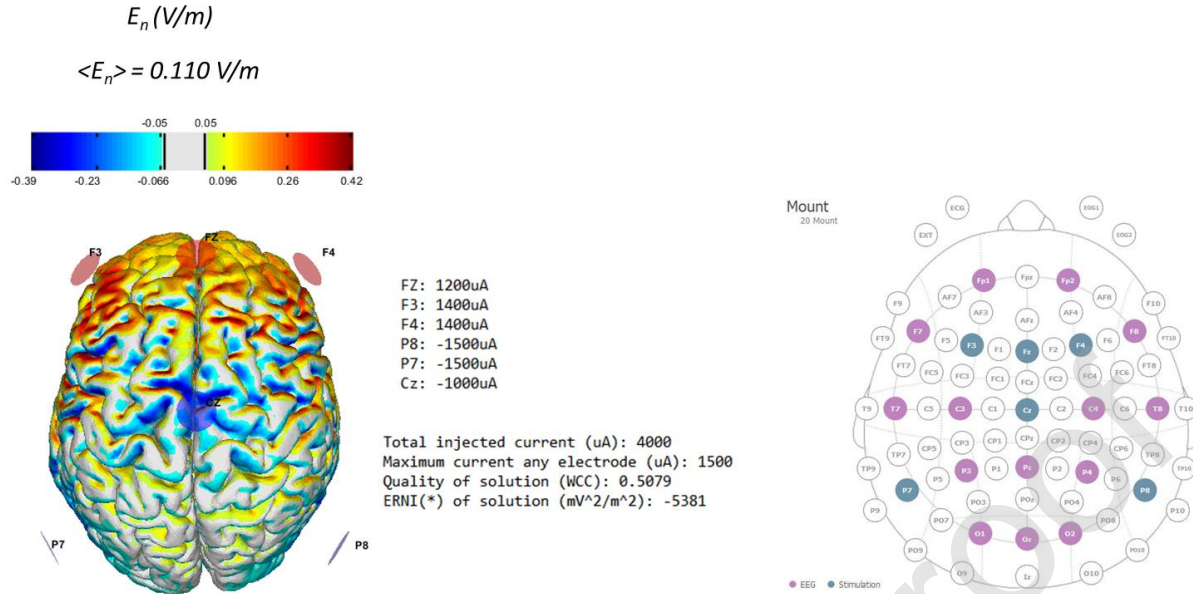 E_n (V/m)
<E_n> = 0.110 V/m
-0.05 0.05
-0.39 -0.23 -0.066 0.096 0.26 0.42
F3 FZ F4
CZ
P7 P8
FZ: 1200uA
F3: 1400uA
F4: 1400uA
P8: -1500uA
P7: -1500uA
Cz: -1000uA
Total injected current (uA): 4000
Maximum current any electrode (uA): 1500
Quality of solution (WCC): 0.5079
ERNI(*) of solution (mV^2/m^2): -5381
Mount
20 Mount
ECG EOG1
EXT EOG2
Fp1 Fpz Fp2
F9 AF7 AF8 F10
AF3 AFz AF4
FT9 F7 F5 F3 F1 Fz F2 F4 F6 F8 FT10
FT7 FC5 FC3 FC1 FCz FC2 FC4 FC6 FT8
T9 T7 C5 C3 C1 Cz C2 C4 C6 T8 T10
TP7 CP5 CP3 CP1 CPz CP2 CP4 CP6 TP8
TP9 P5 P3 P1 Pz P2 P4 P6 TP10
P9 P7 PO3 POz PO4 P8 P10
PO7 PO8
O1 Oz O2
PO9 PO10
O9 Iz O10
EEG Stimulation